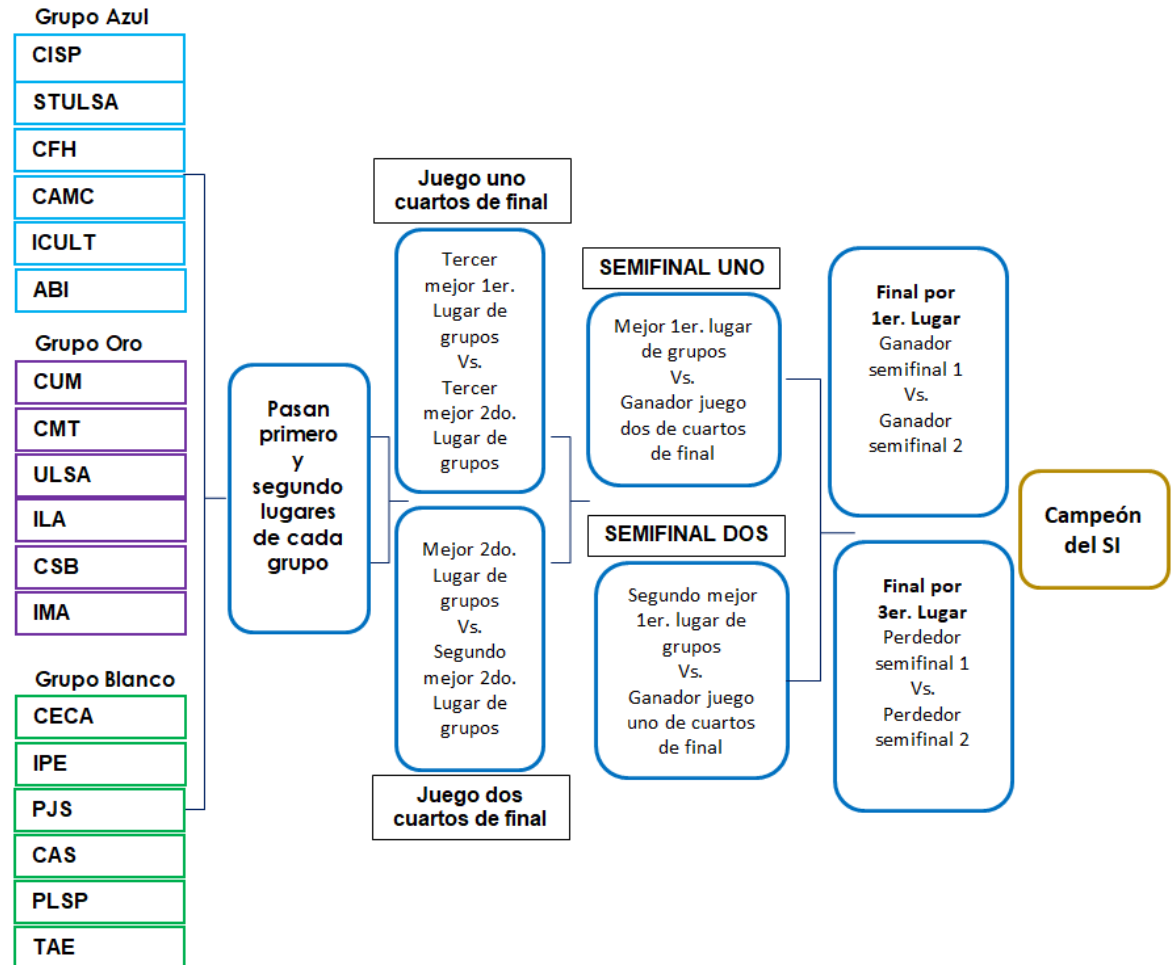 Grupo Azul
CISP
STULSA
CFH
CAMC
ICULT
ABI
Grupo Oro
CUM
CMT
ULSA
ILA
CSB
IMA
Grupo Blanco
CECA
IPE
PJS
CAS
PLSP
TAE
Pasan
primero
y
segundo
lugares
de cada
grupo
Juego uno
cuartos de final
Tercer
mejor 1er.
Lugar de
grupos
Vs.
Tercer
mejor 2do.
Lugar de
grupos
Mejor 2do.
Lugar de
grupos
Vs.
Segundo
mejor 2do.
Lugar de
grupos
Juego dos
cuartos de final
SEMIFINAL UNO
Mejor 1er. lugar
de grupos
Vs.
Ganador juego
dos de cuartos
de final
SEMIFINAL DOS
Segundo mejor
1er. lugar de
grupos
Vs.
Ganador juego
uno de cuartos
de final
Final por
1er. Lugar
Ganador
semifinal 1
Vs.
Ganador
semifinal 2
Final por
3er. Lugar
Perdedor
semifinal 1
Vs.
Perdedor
semifinal 2
Campeón
del SI